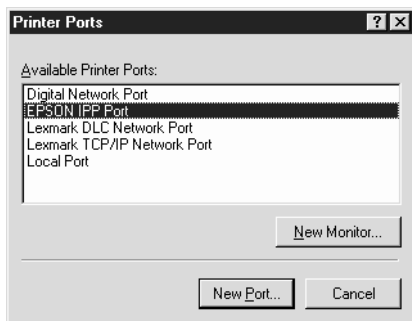 Printer Ports
Available Printer Ports:
Digital Network Port
EPSON IPP Port
Lexmark DLC Network Port
Lexmark TCP/IP Network Port
Local Port
New Monitor...
New Port...
Cancel